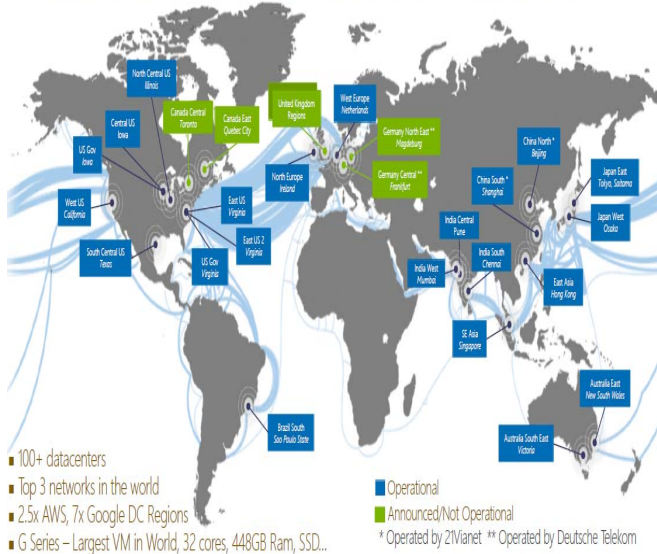 North Central US
Illinois
Canada Central
Toronto
Canada East
Quebec City
United Kingdom
Regions
West Europe
Netherlands
Germany North East **
Magdeburg
Central US
Iowa
US Gov
Iowa
North Europe
Ireland
Germany Central **
Frankfurt
China North *
Beijing
China South *
Shanghai
Japan East
Tokyo, Saitama
West US
California
East US
Virginia
Japan West
Osaka
South Central US
Texas
East US 2
Virginia
US Gov
Virginia
India Central
Pune
India South
Chennai
India West
Mumbai
East Asia
Hong Kong
SE Asia
Singapore
Australia East
New South Wales
Brazil South
Sao Paulo State
Australia South East
Victoria
▪ 100+ datacenters
▪ Top 3 networks in the world
▪ 2.5x AWS, 7x Google DC Regions
▪ G Series – Largest VM in World, 32 cores, 448GB Ram, SSD...
Operational
Announced/Not Operational
* Operated by 21Vianet ** Operated by Deutsche Telekom